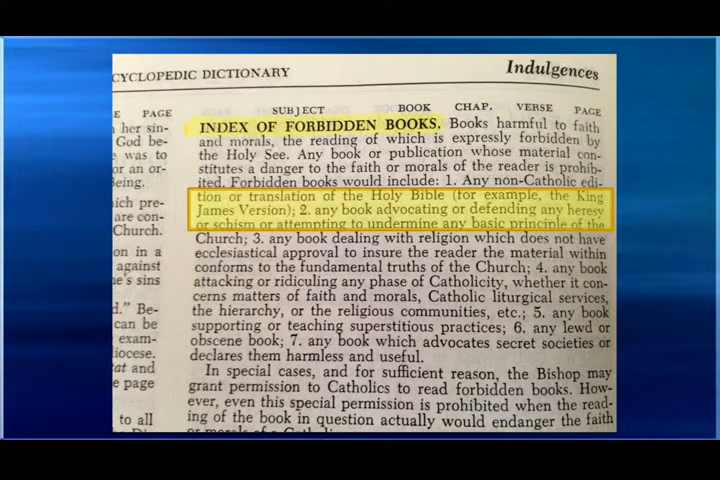 CYCLOPEDIC DICTIONARY
Indulgences
E PAGE
her sin-
God be-
e was to
or an or-
Being.
ich pre-
are con-
Church.
on in a
against
e's sins
d." Be-
can be
exam-
iocese.
tat and
e page
to all
SUBJECT BOOK CHAP. VERSE PAGE
INDEX OF FORBIDDEN BOOKS. Books harmful to faith
and morals, the reading of which is expressly forbidden by
the Holy See. Any book or publication whose material con-
stitutes a danger to the faith or morals of the reader is prohib-
ited. Forbidden books would include: 1. Any non-Catholic edi-
tion or translation of the Holy Bible (for example, the King
James Version); 2. any book advocating or defending any heresy
or schism or attempting to undermine any basic principle of the
Church; 3. any book dealing with religion which does not have
ecclesiastical approval to insure the reader the material within
conforms to the fundamental truths of the Church; 4. any book
attacking or ridiculing any phase of Catholicity, whether it con-
cerns matters of faith and morals, Catholic liturgical services,
the hierarchy, or the religious communities, etc.; 5. any book
supporting or teaching superstitious practices; 6. any lewd or
obscene book; 7. any book which advocates secret societies or
declares them harmless and useful.
In special cases, and for sufficient reason, the Bishop may
grant permission to Catholics to read forbidden books. How-
ever, even this special permission is prohibited when the read-
ing of the book in question actually would endanger the faith
or morals of a